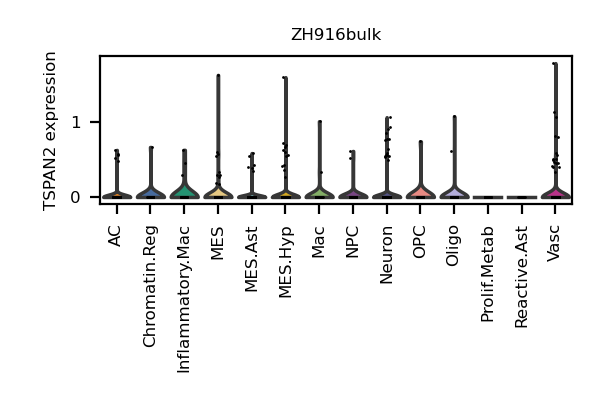 ZH916bulk
TSPAN2 expression
1
0
AC
Chromatin.Reg
Inflammatory.Mac
MES
MES.Ast
MES.Hyp
Mac
NPC
Neuron
OPC
Oligo
Prolif.Metab
Reactive.Ast
Vasc